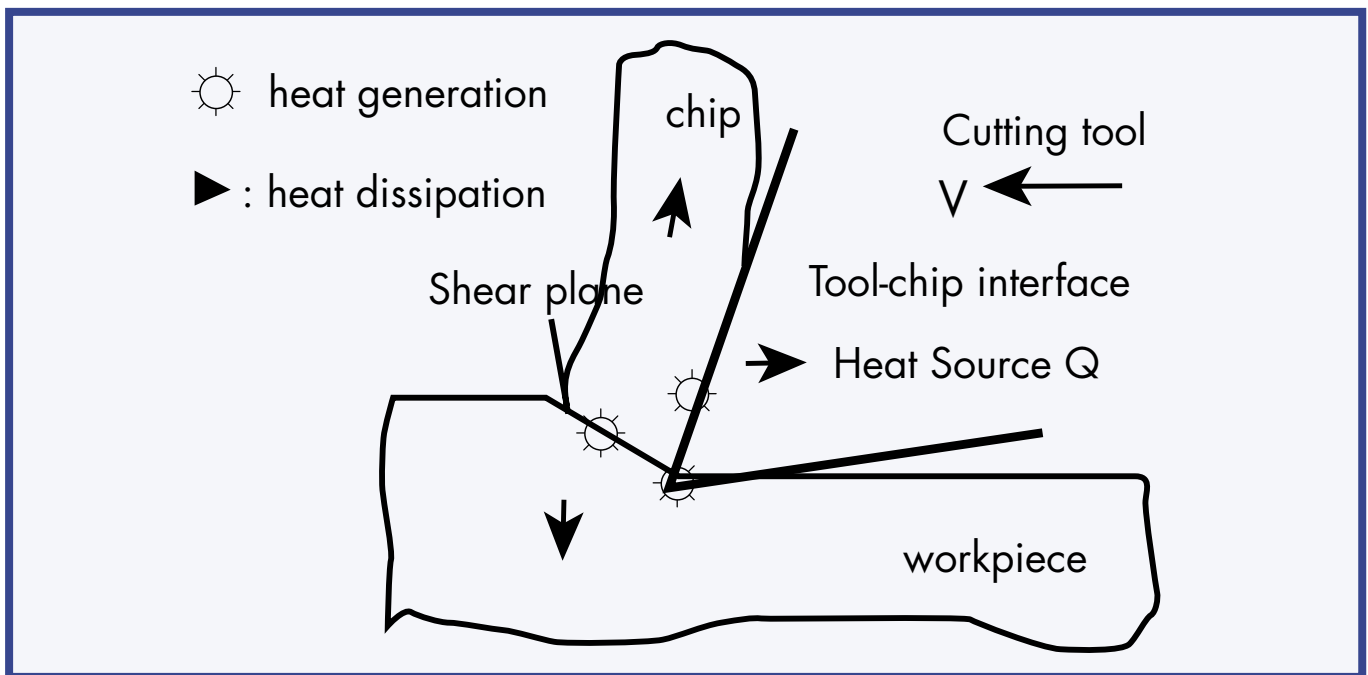 heat generation
: heat dissipation
chip
Cutting tool
V
Shear plane
Tool-chip interface
Heat Source Q
workpiece